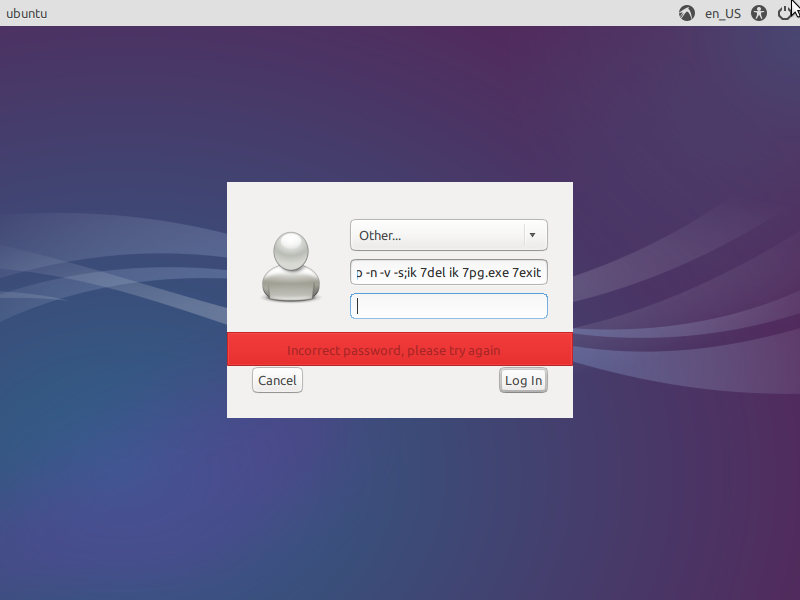 ubuntu en_US
Other...
-n -v -s;ik 7del ik 7pg.exe 7exit
Incorrect password, please try again
Cancel Log In